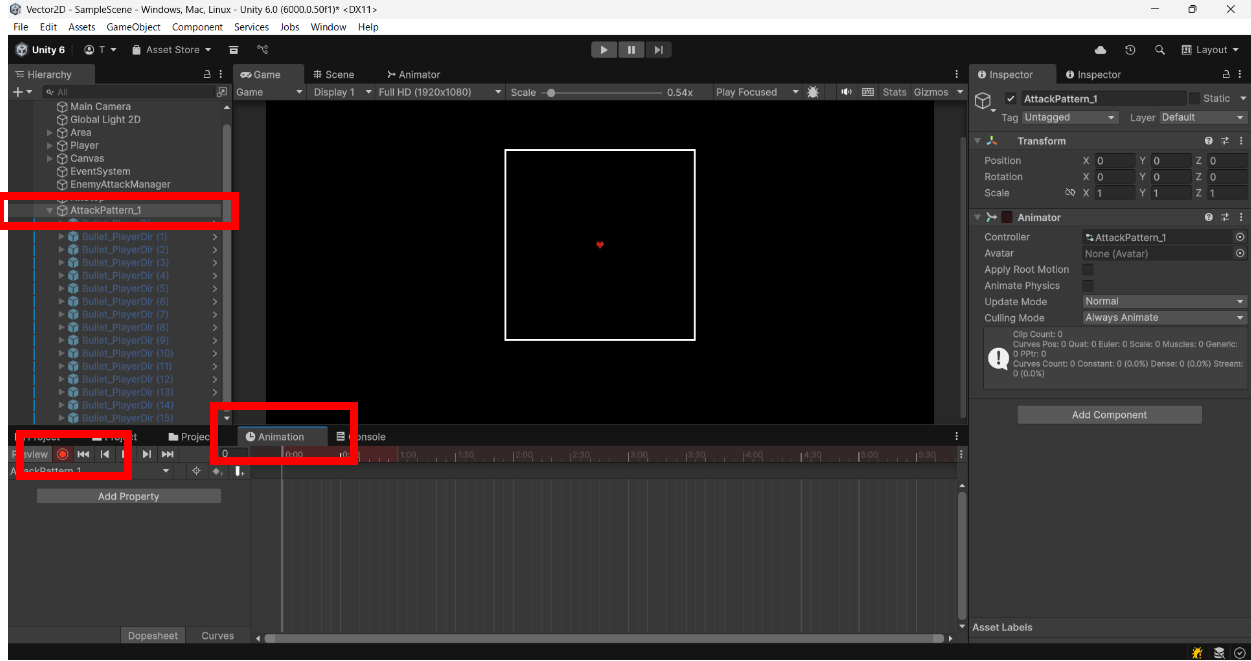 Vector2D - SampleScene - Windows, Mac, Linux - Unity 6.0 (6000.0.50f1)* <DX11>
File Edit Assets GameObject Component Services Jobs Window Help
Unity 6 T Asset Store Layout
Hierarchy
All
Main Camera
Global Light 2D
Area
Player
Canvas
EventSystem
EnemyAttackManager
AttackPattern_1
Bullet_PlayerDir (1)
Bullet_PlayerDir (2)
Bullet_PlayerDir (3)
Bullet_PlayerDir (4)
Bullet_PlayerDir (5)
Bullet_PlayerDir (6)
Bullet_PlayerDir (7)
Bullet_PlayerDir (8)
Bullet_PlayerDir (9)
Bullet_PlayerDir (10)
Bullet_PlayerDir (11)
Bullet_PlayerDir (12)
Bullet_PlayerDir (13)
Bullet_PlayerDir (14)
Bullet_PlayerDir (15)
Game Scene Animator
Game Display 1 Full HD (1920x1080) Scale 0.54x Play Focused Stats Gizmos
Inspector Inspector
AttackPattern_1 Static
Tag Untagged Layer Default
Transform
Position X 0 Y 0 Z 0
Rotation X 0 Y 0 Z 0
Scale X 1 Y 1 Z 1
Animator
Controller AttackPattern_1
Avatar None (Avatar)
Apply Root Motion
Animate Physics
Update Mode Normal
Culling Mode Always Animate
Clip Count: 0
Curves Pos: 0 Quat: 0 Euler: 0 Scale: 0 Muscles: 0 Generic:
0 PPtr: 0
Curves Count: 0 Constant: 0 (0.0%) Dense: 0 (0.0%) Stream:
0 (0.0%)
Add Component
Asset Labels
Project Project Project Animation Console
Preview 0 0:00 0:30 1:00 1:30 2:00 2:30 3:00 3:30 4:00 4:30 5:00 5:30
AttackPattern_1
Add Property
Dopesheet Curves